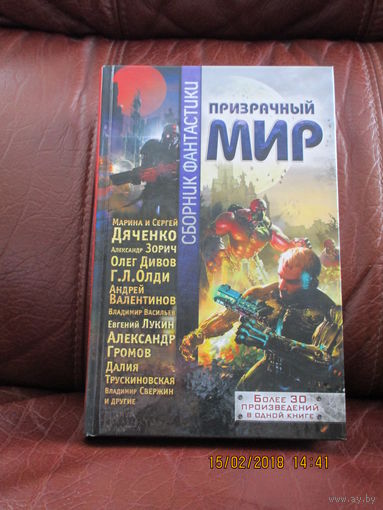 ПРИЗРАЧНЫЙ
МИР
СБОРНИК ФАНТАСТИКИ
Марина и Сергей
Дяченко
Александр Зорич
Олег Дивов
Г.Л.Олди
Андрей
Валентинов
Владимир Васильев
Евгений Лукин
Александр
Громов
Далия
Трускиновская
Владимир Свержин
и другие
Более 30
произведений
в одной книге
15/02/2018 14:41
www.ay.by